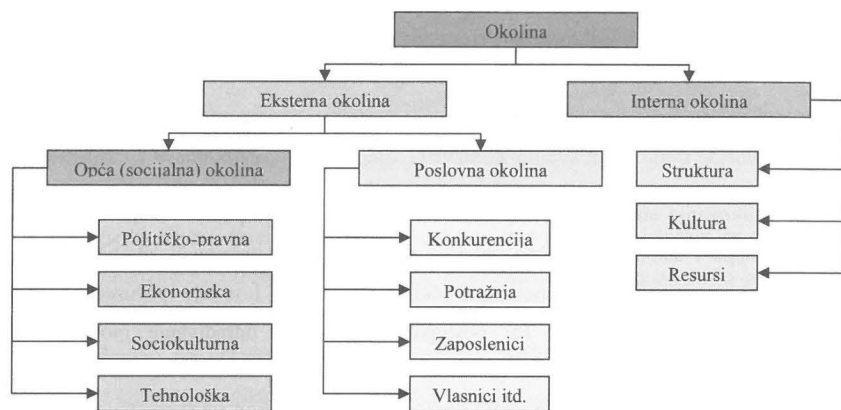 Okolina
Eksterna okolina
Interna okolina
Opća (socijalna) okolina
Poslovna okolina
Struktura
Političko-pravna
Konkurencija
Kultura
Ekonomska
Potražnja
Resursi
Sociokulturna
Zaposlenici
Tehnološka
Vlasnici itd.